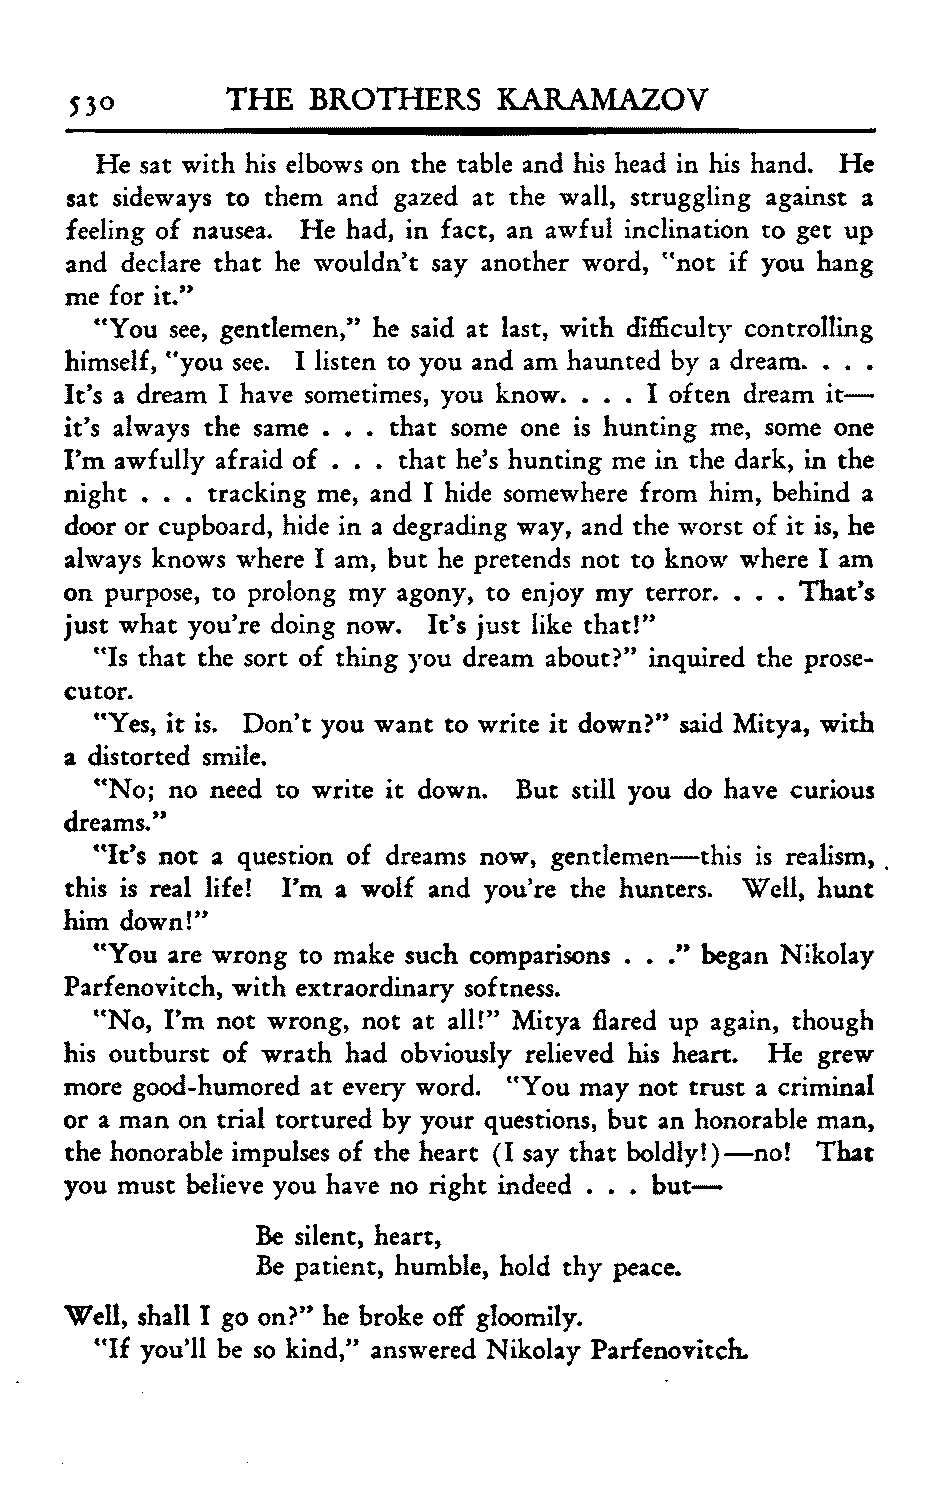 530 THE BROTHERS KARAMAZOV
He sat with his elbows on the table and his head in his hand. He
sat sideways to them and gazed at the wall, struggling against a
feeling of nausea. He had, in fact, an awful inclination to get up
and declare that he wouldn't say another word, "not if you hang
me for it."
"You see, gentlemen," he said at last, with difficulty controlling
himself, "you see. I listen to you and am haunted by a dream. . . .
It's a dream I have sometimes, you know. . . . I often dream it—
it's always the same . . . that some one is hunting me, some one
I'm awfully afraid of . . . that he's hunting me in the dark, in the
night . . . tracking me, and I hide somewhere from him, behind a
door or cupboard, hide in a degrading way, and the worst of it is, he
always knows where I am, but he pretends not to know where I am
on purpose, to prolong my agony, to enjoy my terror. . . . That's
just what you're doing now. It's just like that!"
"Is that the sort of thing you dream about?" inquired the prose-
cutor.
"Yes, it is. Don't you want to write it down?" said Mitya, with
a distorted smile.
"No; no need to write it down. But still you do have curious
dreams."
"It's not a question of dreams now, gentlemen—this is realism,
this is real life! I'm a wolf and you're the hunters. Well, hunt
him down!"
"You are wrong to make such comparisons . . ." began Nikolay
Parfenovitch, with extraordinary softness.
"No, I'm not wrong, not at all!" Mitya flared up again, though
his outburst of wrath had obviously relieved his heart. He grew
more good-humored at every word. "You may not trust a criminal
or a man on trial tortured by your questions, but an honorable man,
the honorable impulses of the heart (I say that boldly!)—no! That
you must believe you have no right indeed . . . but—
Be silent, heart,
Be patient, humble, hold thy peace.
Well, shall I go on?" he broke off gloomily.
"If you'll be so kind," answered Nikolay Parfenovitch.